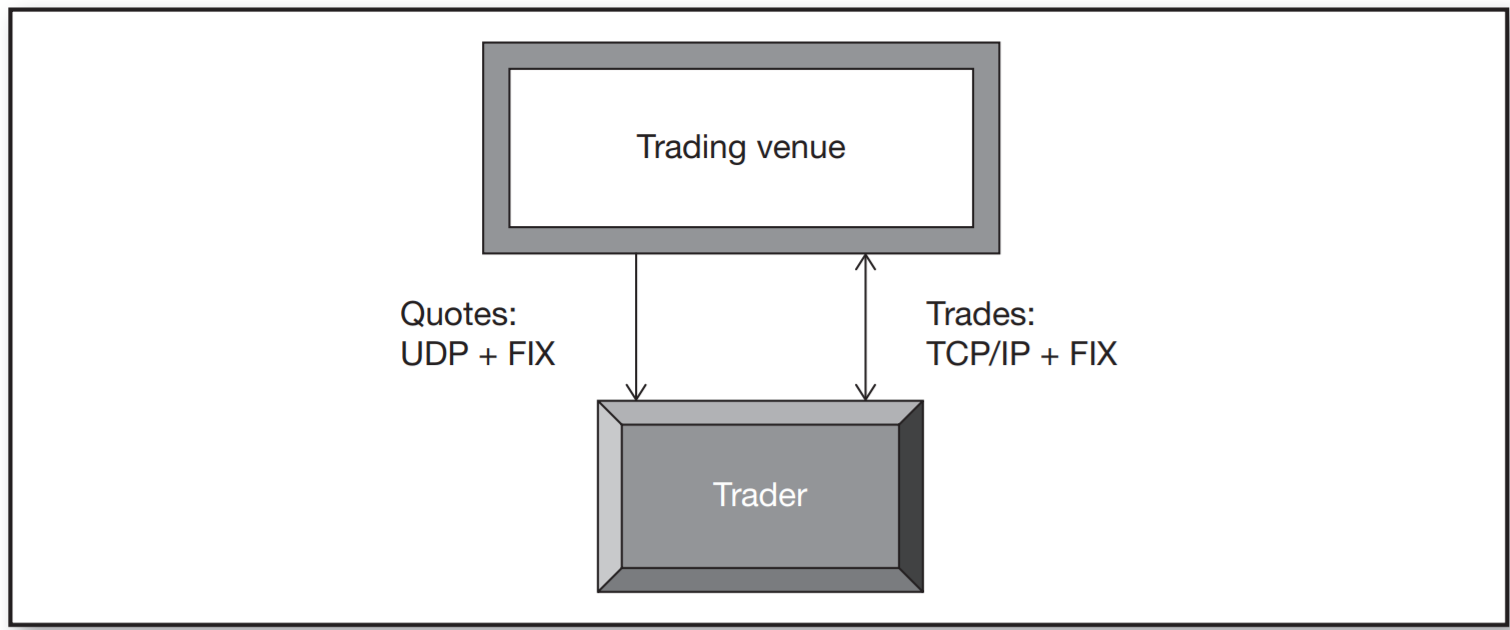 Trading venue
Quotes:
UDP + FIX
Trades:
TCP/IP + FIX
Trader